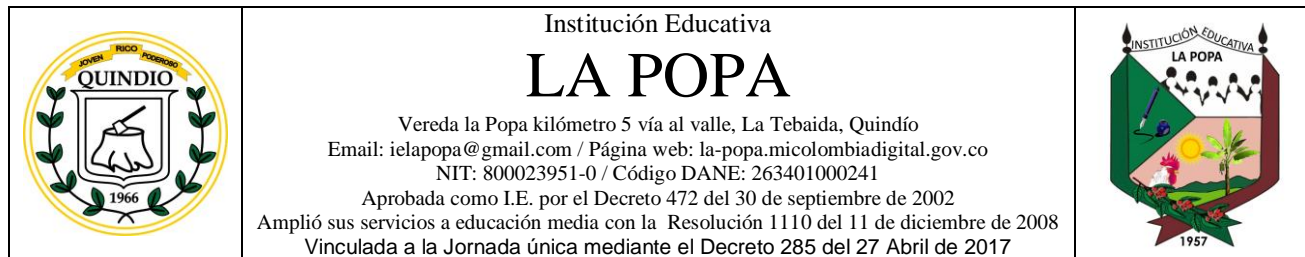 JOVEN RICO PODEROSO
QUINDIO
1966
Institución Educativa
LA POPA
Vereda la Popa kilómetro 5 vía al valle, La Tebaida, Quindío
Email: ielapopa@gmail.com / Página web: la-popa.micolombiadigital.gov.co
NIT: 800023951-0 / Código DANE: 263401000241
Aprobada como I.E. por el Decreto 472 del 30 de septiembre de 2002
Amplió sus servicios a educación media con la Resolución 1110 del 11 de diciembre de 2008
Vinculada a la Jornada única mediante el Decreto 285 del 27 Abril de 2017
INSTITUCIÓN EDUCATIVA
LA POPA
1957